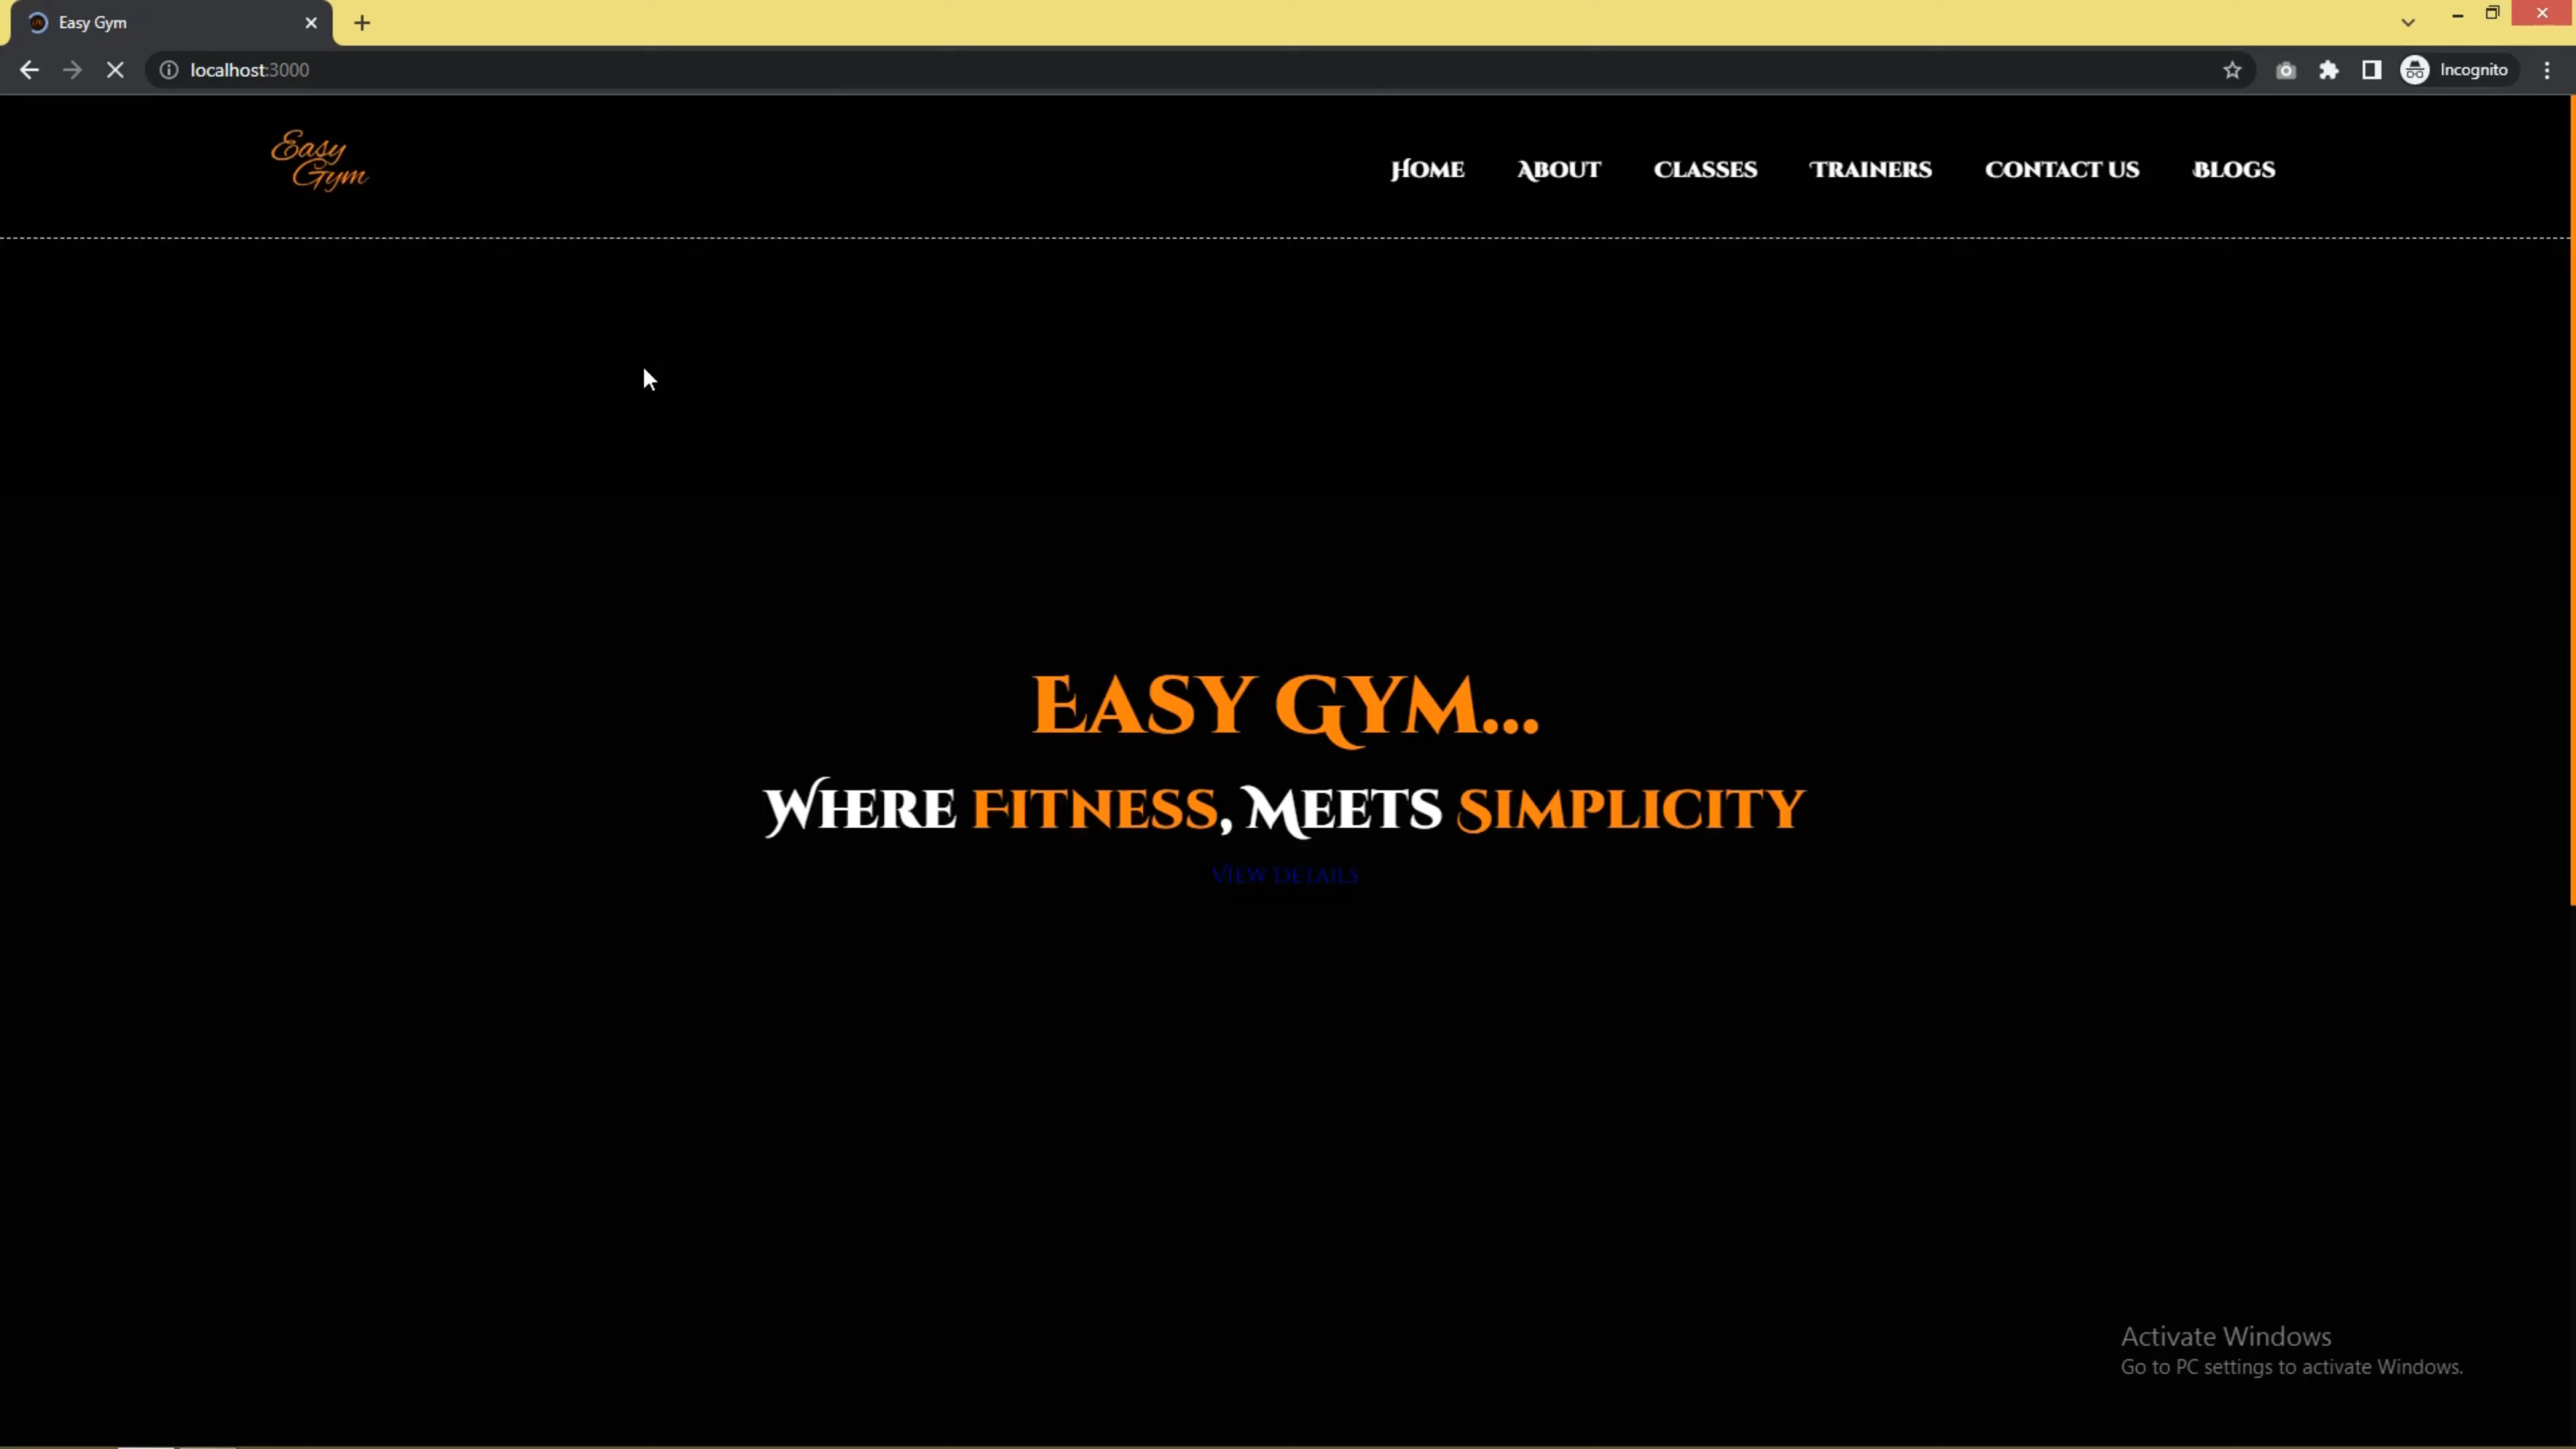 Easy Gym
localhost:3000
Incognito
Easy
Gym
Home About Classes Trainers Contact Us Blogs
Easy Gym...
Where Fitness, Meets Simplicity
View Details
Activate Windows
Go to PC settings to activate Windows.